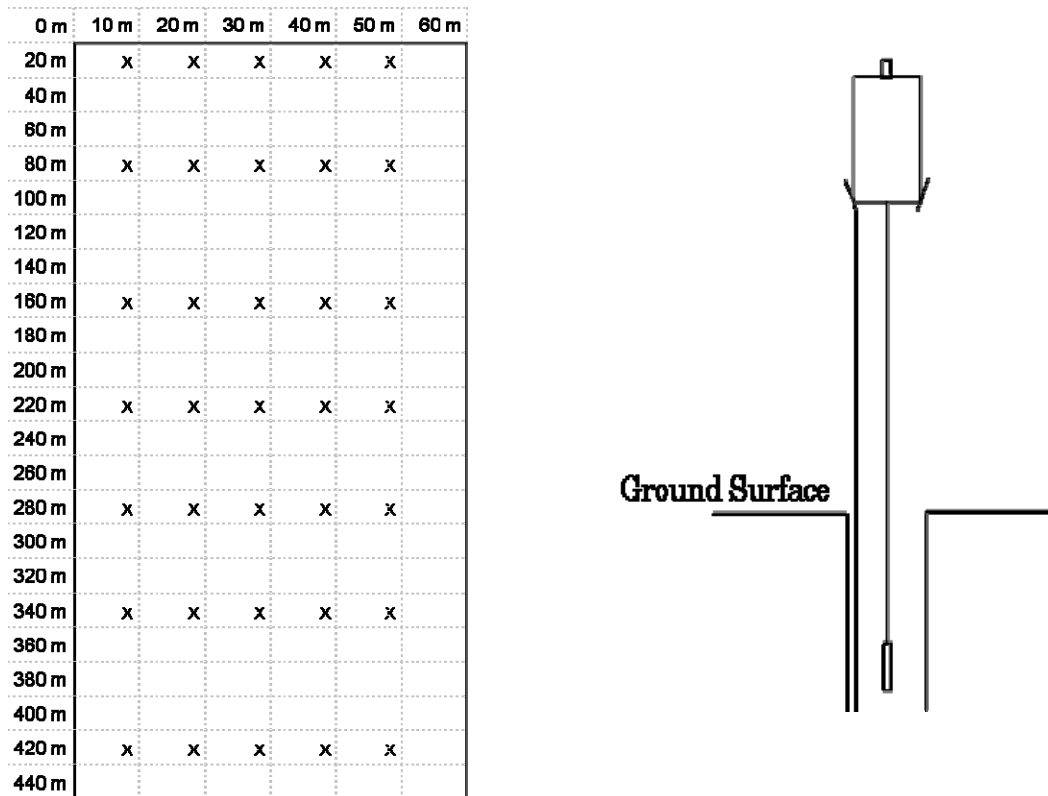 0 m 10 m 20 m 30 m 40 m 50 m 60 m
20 m x x x x x
40 m
60 m
80 m x x x x x
100 m
120 m
140 m
160 m x x x x x
180 m
200 m
220 m x x x x x
240 m
260 m
280 m x x x x x
300 m
320 m
340 m x x x x x
360 m
380 m
400 m
420 m x x x x x
440 m
Ground Surface